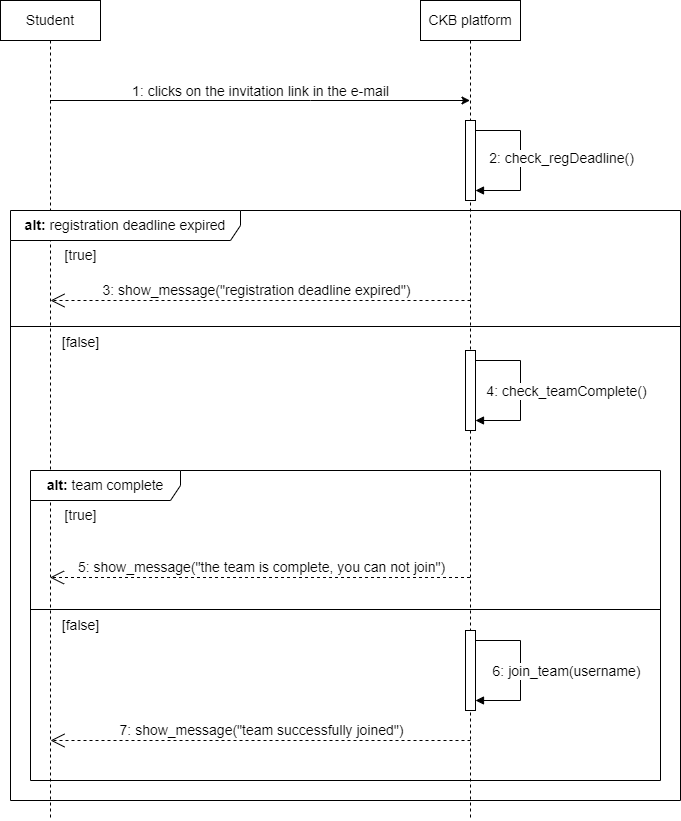 Student
CKB platform
1: clicks on the invitation link in the e-mail
2: check_regDeadline()
alt: registration deadline expired
[true]
3: show_message("registration deadline expired")
[false]
4: check_teamComplete()
alt: team complete
[true]
5: show_message("the team is complete, you can not join")
[false]
6: join_team(username)
7: show_message("team successfully joined")